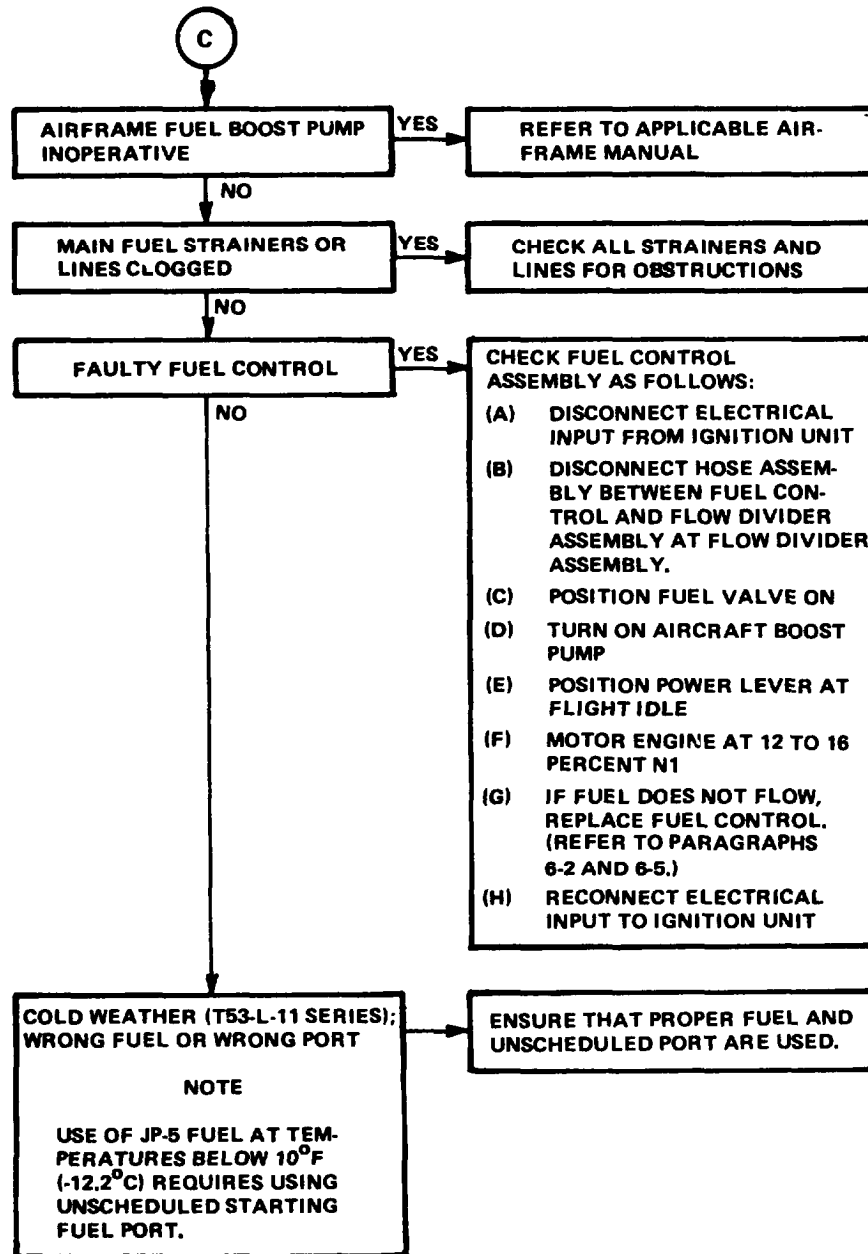 C
AIRFRAME FUEL BOOST PUMP
INOPERATIVE
YES
REFER TO APPLICABLE AIR-
FRAME MANUAL
NO
MAIN FUEL STRAINERS OR
LINES CLOGGED
YES
CHECK ALL STRAINERS AND
LINES FOR OBSTRUCTIONS
NO
FAULTY FUEL CONTROL
YES
CHECK FUEL CONTROL
ASSEMBLY AS FOLLOWS:
(A) DISCONNECT ELECTRICAL
INPUT FROM IGNITION UNIT
(B) DISCONNECT HOSE ASSEM-
BLY BETWEEN FUEL CON-
TROL AND FLOW DIVIDER
ASSEMBLY AT FLOW DIVIDER
ASSEMBLY.
(C) POSITION FUEL VALVE ON
(D) TURN ON AIRCRAFT BOOST
PUMP
(E) POSITION POWER LEVER AT
FLIGHT IDLE
(F) MOTOR ENGINE AT 12 TO 16
PERCENT N1
(G) IF FUEL DOES NOT FLOW,
REPLACE FUEL CONTROL.
(REFER TO PARAGRAPHS
6-2 AND 6-5.)
(H) RECONNECT ELECTRICAL
INPUT TO IGNITION UNIT
NO
COLD WEATHER (T53-L-11 SERIES);
WRONG FUEL OR WRONG PORT
NOTE
USE OF JP-5 FUEL AT TEM-
PERATURES BELOW 10°F
(-12.2°C) REQUIRES USING
UNSCHEDULED STARTING
FUEL PORT.
ENSURE THAT PROPER FUEL AND
UNSCHEDULED PORT ARE USED.